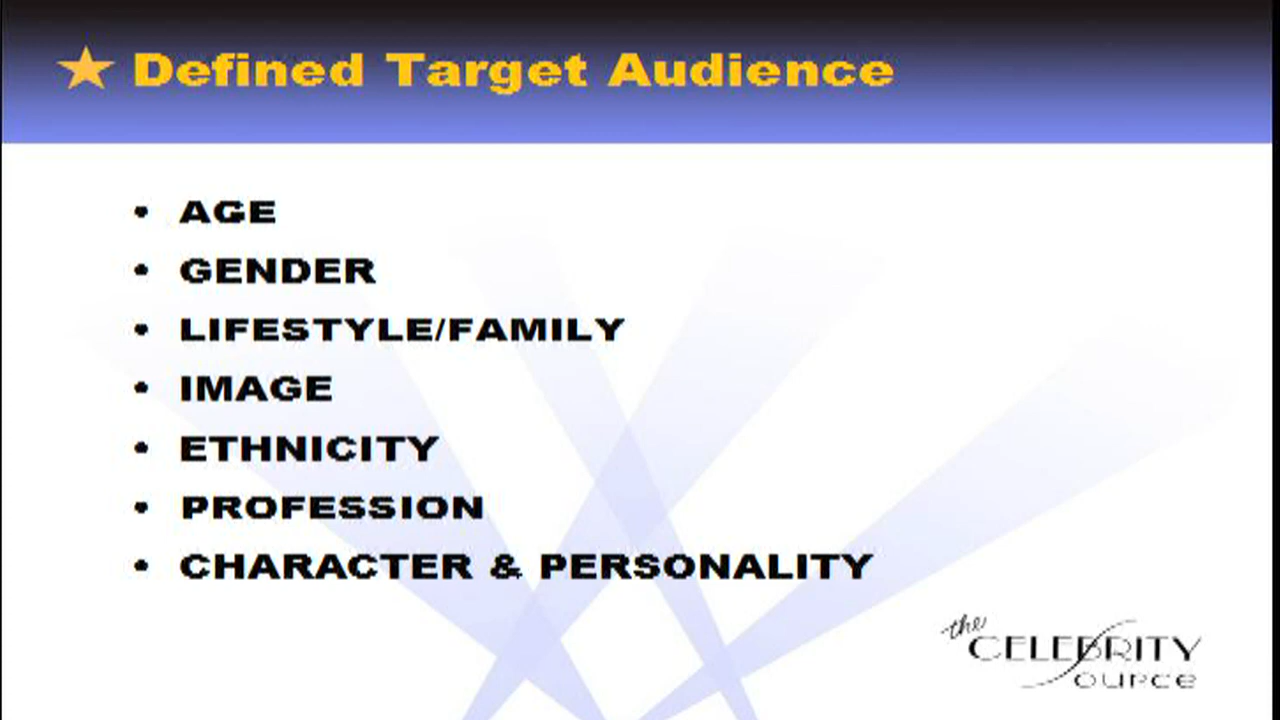 Defined Target Audience
• AGE
• GENDER
• LIFESTYLE/FAMILY
• IMAGE
• ETHNICITY
• PROFESSION
• CHARACTER & PERSONALITY
the
CELEBRITY
Source